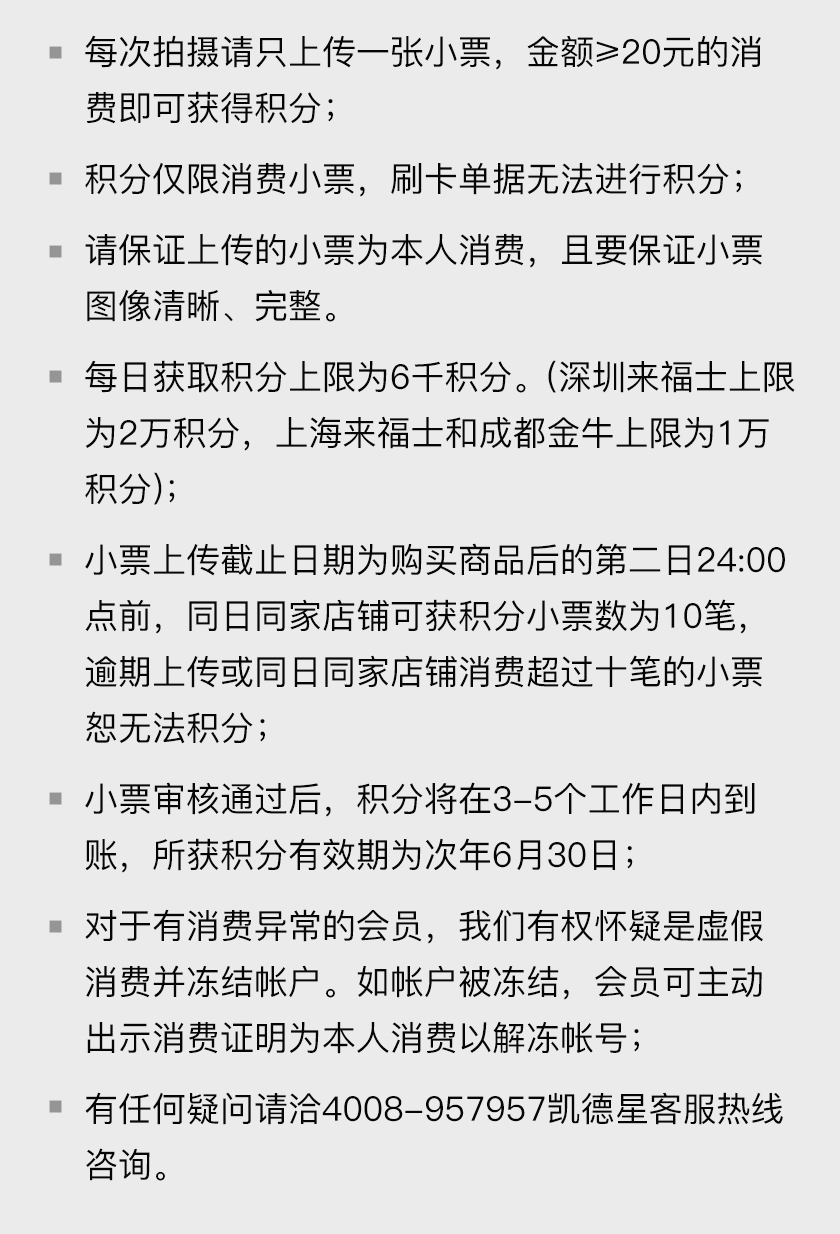 每次拍摄请只上传一张小票，金额≥20元的消
费即可获得积分；
积分仅限消费小票，刷卡单据无法进行积分；
请保证上传的小票为本人消费，且要保证小票
图像清晰、完整。
每日获取积分上限为6千积分。(深圳来福士上限
为2万积分，上海来福士和成都金牛上限为1万
积分)；
小票上传截止日期为购买商品后的第二日24:00
点前，同日同家店铺可获积分小票数为10笔，
逾期上传或同日同家店铺消费超过十笔的小票
恕无法积分；
小票审核通过后，积分将在3-5个工作日内到
账，所获积分有效期为次年6月30日；
对于有消费异常的会员，我们有权怀疑是虚假
消费并冻结帐户。如帐户被冻结，会员可主动
出示消费证明为本人消费以解冻帐号；
有任何疑问请洽4008-957957凯德星客服热线
咨询。